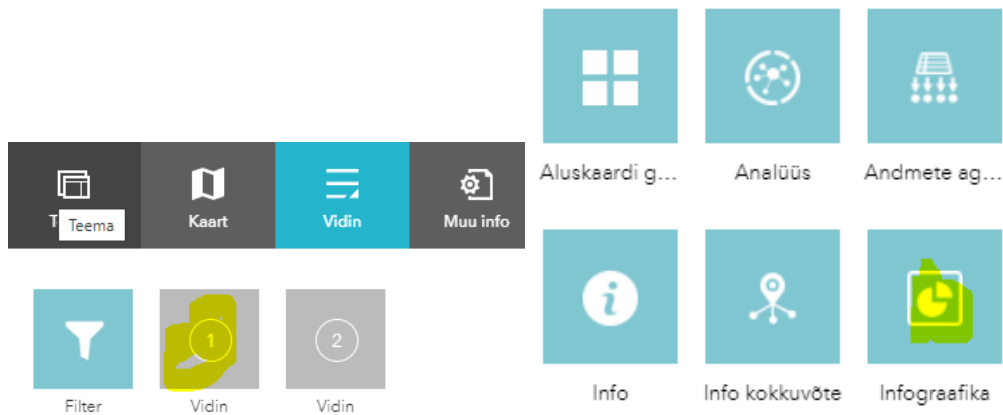 T
Teema
Kaart
Vidin
Muu info
1
2
Filter
Vidin
Vidin
Aluskaardi g...
Analüüs
Andmete ag...
i
Info
Info kokkuvõte
Infograafika